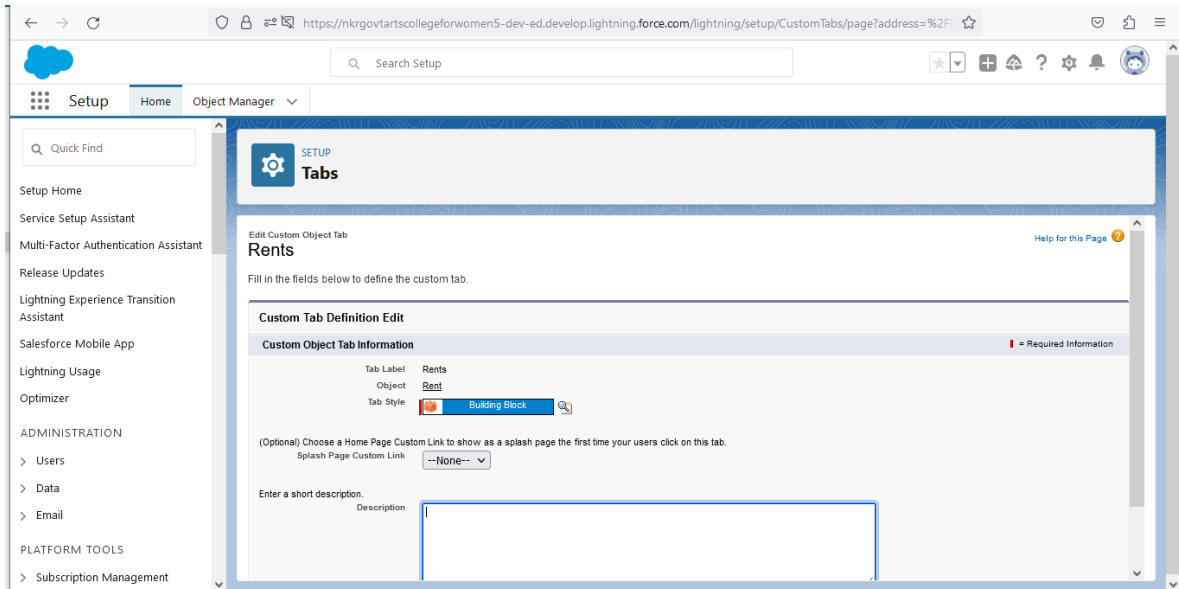 https://nkrgovtartscollegeforwomen5-dev-ed.develop.lightning.force.com/lightning/setup/CustomTabs/page?address=%2F
Search Setup
Setup
Home
Object Manager
Quick Find
Setup Home
Service Setup Assistant
Multi-Factor Authentication Assistant
Release Updates
Lightning Experience Transition
Assistant
Salesforce Mobile App
Lightning Usage
Optimizer
ADMINISTRATION
Users
Data
Email
PLATFORM TOOLS
Subscription Management
SETUP
Tabs
Edit Custom Object Tab
Rents
Help for this Page
Fill in the fields below to define the custom tab.
Custom Tab Definition Edit
Custom Object Tab Information
= Required Information
Tab Label Rents
Object Rent
Tab Style Building Block
(Optional) Choose a Home Page Custom Link to show as a splash page the first time your users click on this tab.
Splash Page Custom Link --None--
Enter a short description.
Description